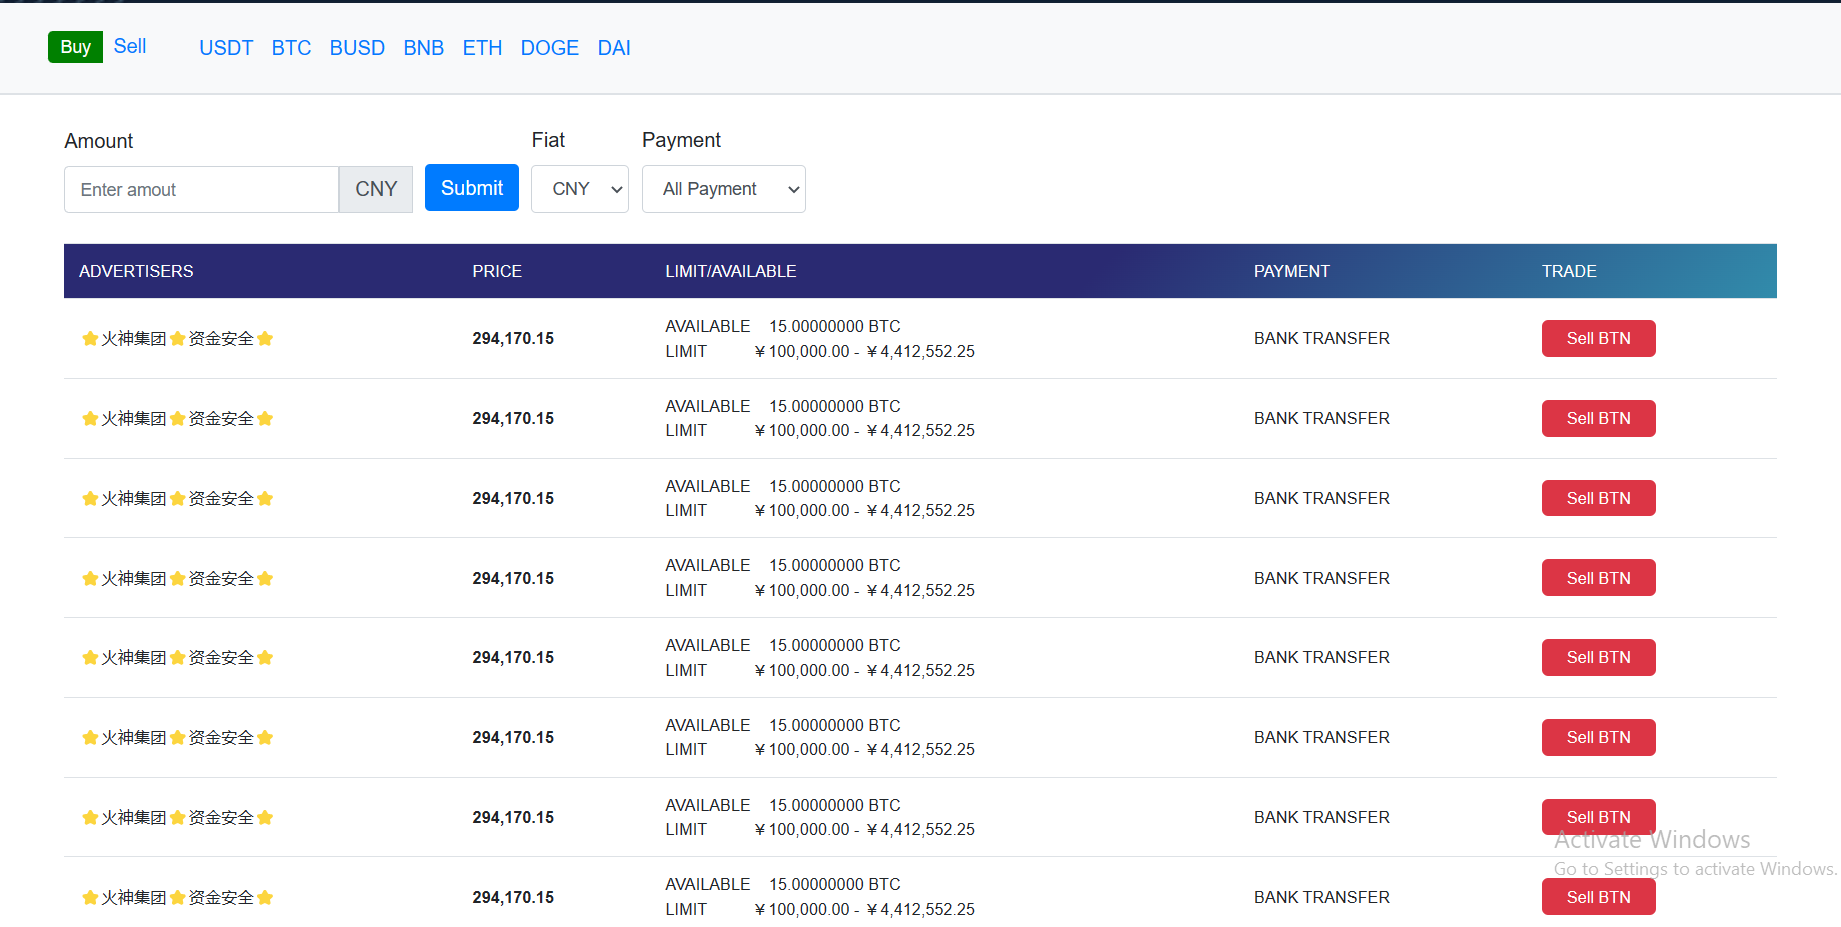 Buy Sell USDT BTC BUSD BNB ETH DOGE DAI
Amount Fiat Payment
Enter amout CNY Submit CNY All Payment
ADVERTISERS PRICE LIMIT/AVAILABLE PAYMENT TRADE
⭐火神集团⭐资金安全⭐ 294,170.15 AVAILABLE 15.00000000 BTC BANK TRANSFER Sell BTN
LIMIT ¥100,000.00 - ¥4,412,552.25
⭐火神集团⭐资金安全⭐ 294,170.15 AVAILABLE 15.00000000 BTC BANK TRANSFER Sell BTN
LIMIT ¥100,000.00 - ¥4,412,552.25
⭐火神集团⭐资金安全⭐ 294,170.15 AVAILABLE 15.00000000 BTC BANK TRANSFER Sell BTN
LIMIT ¥100,000.00 - ¥4,412,552.25
⭐火神集团⭐资金安全⭐ 294,170.15 AVAILABLE 15.00000000 BTC BANK TRANSFER Sell BTN
LIMIT ¥100,000.00 - ¥4,412,552.25
⭐火神集团⭐资金安全⭐ 294,170.15 AVAILABLE 15.00000000 BTC BANK TRANSFER Sell BTN
LIMIT ¥100,000.00 - ¥4,412,552.25
⭐火神集团⭐资金安全⭐ 294,170.15 AVAILABLE 15.00000000 BTC BANK TRANSFER Sell BTN
LIMIT ¥100,000.00 - ¥4,412,552.25
⭐火神集团⭐资金安全⭐ 294,170.15 AVAILABLE 15.00000000 BTC BANK TRANSFER Sell BTN
LIMIT ¥100,000.00 - ¥4,412,552.25
Activate Windows
Go to Settings to activate Windows.
⭐火神集团⭐资金安全⭐ 294,170.15 AVAILABLE 15.00000000 BTC BANK TRANSFER Sell BTN
LIMIT ¥100,000.00 - ¥4,412,552.25